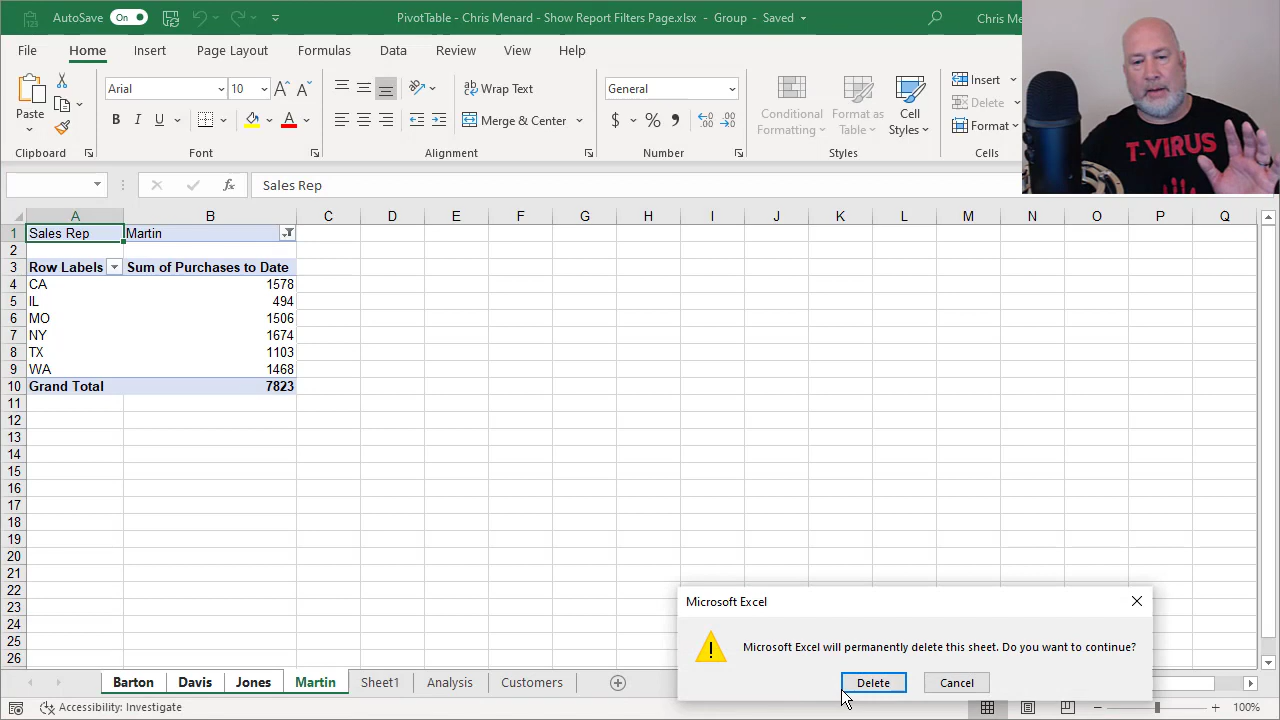 AutoSave On PivotTable - Chris Menard - Show Report Filters Page.xlsx - Group - Saved Chris Menard
File Home Insert Page Layout Formulas Data Review View Help
Arial 10 Wrap Text General Insert
Paste Conditional Formatting Format as Table Cell Styles Delete
B I U Merge & Center $ % Format
Clipboard Font Alignment Number Styles Cells
fx Sales Rep
T-VIRUS
A B C D E F G H I J K L M N O P Q
1 Sales Rep Martin
2
3 Row Labels Sum of Purchases to Date
4 CA 1578
5 IL 494
6 MO 1506
7 NY 1674
8 TX 1103
9 WA 1468
10 Grand Total 7823
11
12
13
14
15
16
17
18
19
20
21
22
23
24
25
26
Microsoft Excel
Microsoft Excel will permanently delete this sheet. Do you want to continue?
Delete Cancel
Barton Davis Jones Martin Sheet1 Analysis Customers
Accessibility: Investigate 100%